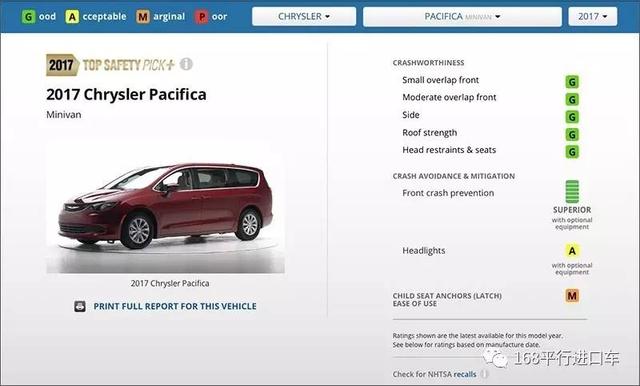 G ood A cceptable M arginal P oor CHRYSLER PACIFICA MINIVAN 2017
2017 TOP SAFETY PICK+ i
2017 Chrysler Pacifica
Minivan
2017 Chrysler Pacifica
PRINT FULL REPORT FOR THIS VEHICLE
CRASHWORTHINESS
Small overlap front G
Moderate overlap front G
Side G
Roof strength G
Head restraints & seats G
CRASH AVOIDANCE & MITIGATION
Front crash prevention
SUPERIOR
with optional
equipment
Headlights A
with optional
equipment
CHILD SEAT ANCHORS (LATCH) M
EASE OF USE
Ratings shown are the latest available for this model year.
See below for ratings based on manufacture date.
Check for NHTSA recalls i
168平行进口车